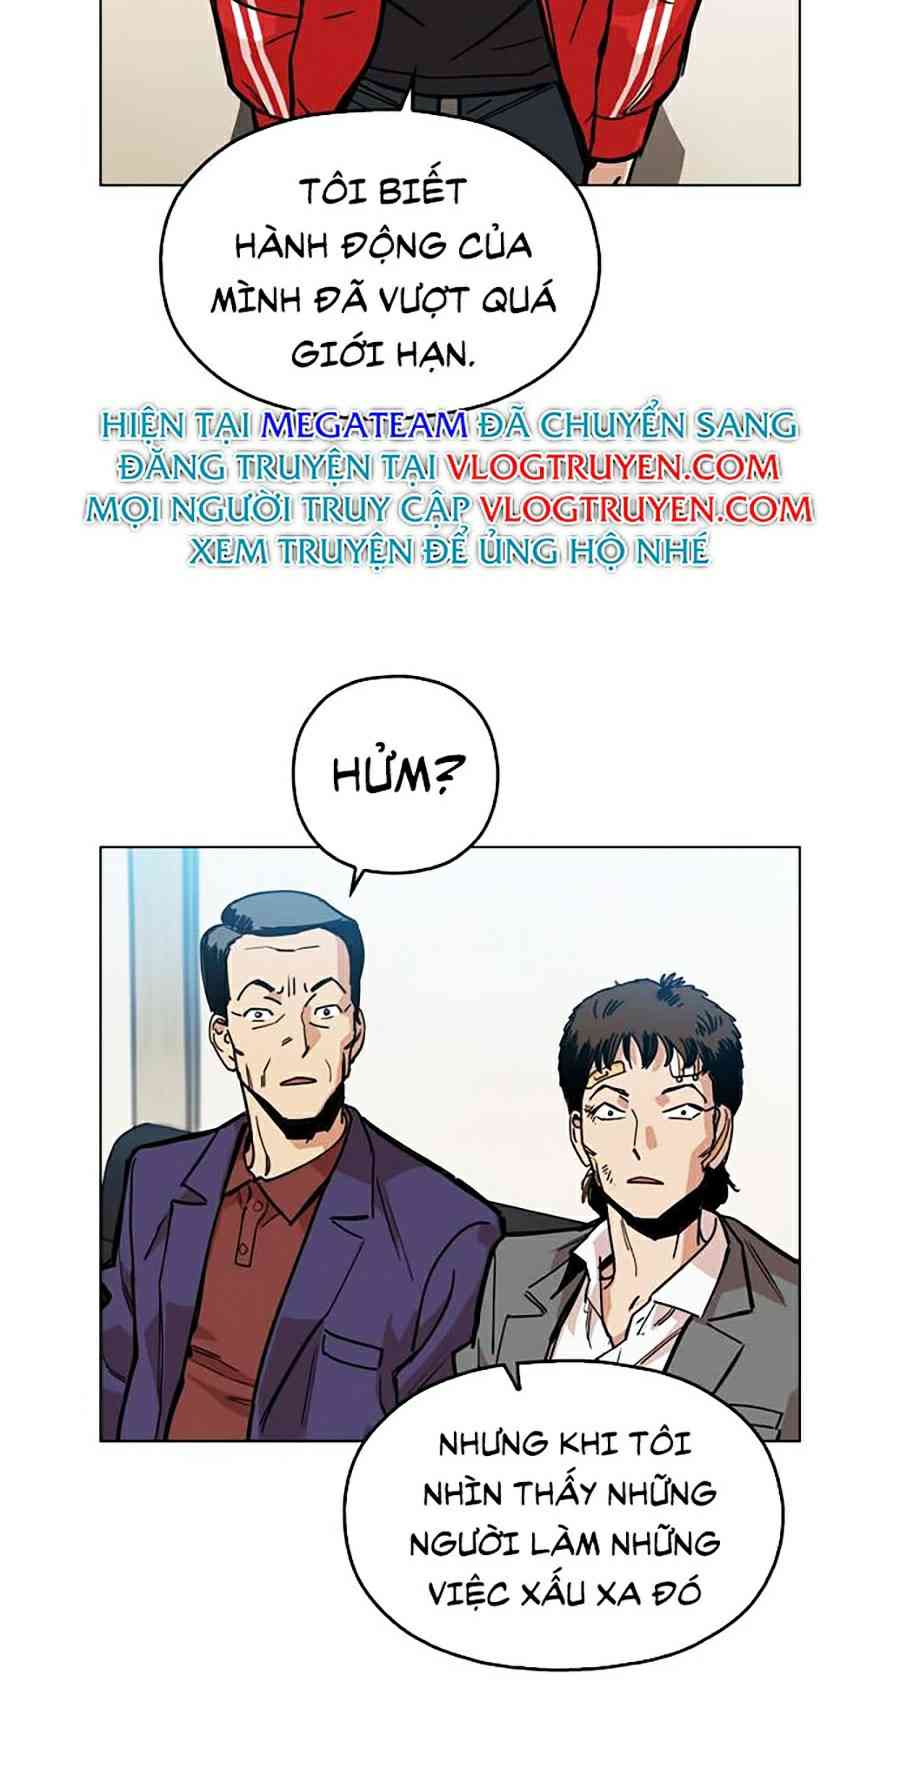 TÔI BIẾT
HÀNH ĐỘNG CỦA
MÌNH ĐÃ VƯỢT QUÁ
GIỚI HẠN.
HIỆN TẠI MEGATEAM ĐÃ CHUYỂN SANG
ĐĂNG TRUYỆN TẠI VLOGTRUYEN.COM
MỌI NGƯỜI TRUY CẬP VLOGTRUYEN.COM
XEM TRUYỆN ĐỂ ỦNG HỘ NHÉ
HỬM?
NHƯNG KHI TÔI
NHÌN THẤY NHỮNG
NGƯỜI LÀM NHỮNG
VIỆC XẤU XA ĐÓ